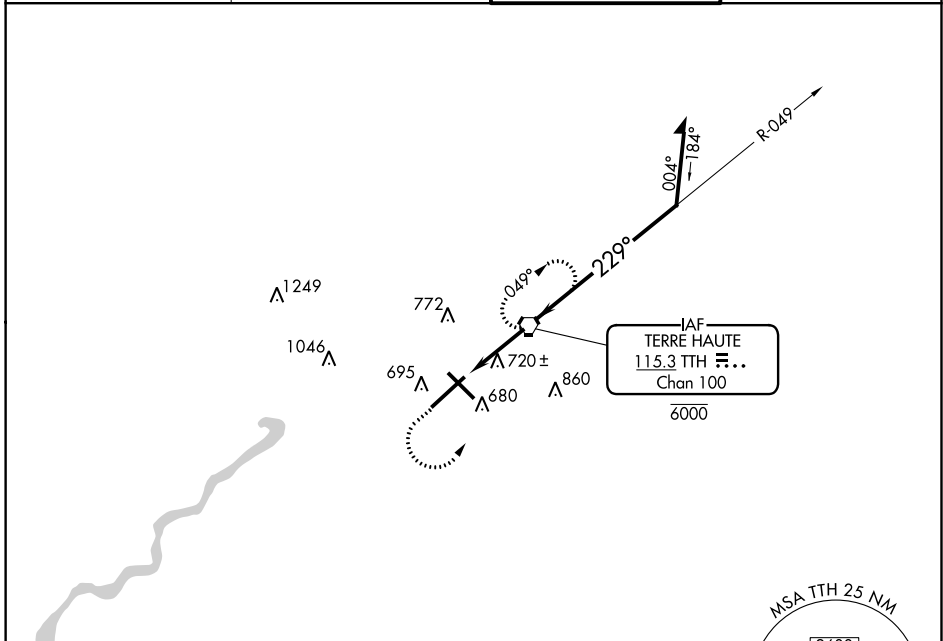 R-049
004°
184°
229°
049°
1249
772
1046
720 ±
695
680
860
IAF
TERRE HAUTE
115.3 TTH
Chan 100
6000
MSA TTH 25 NM